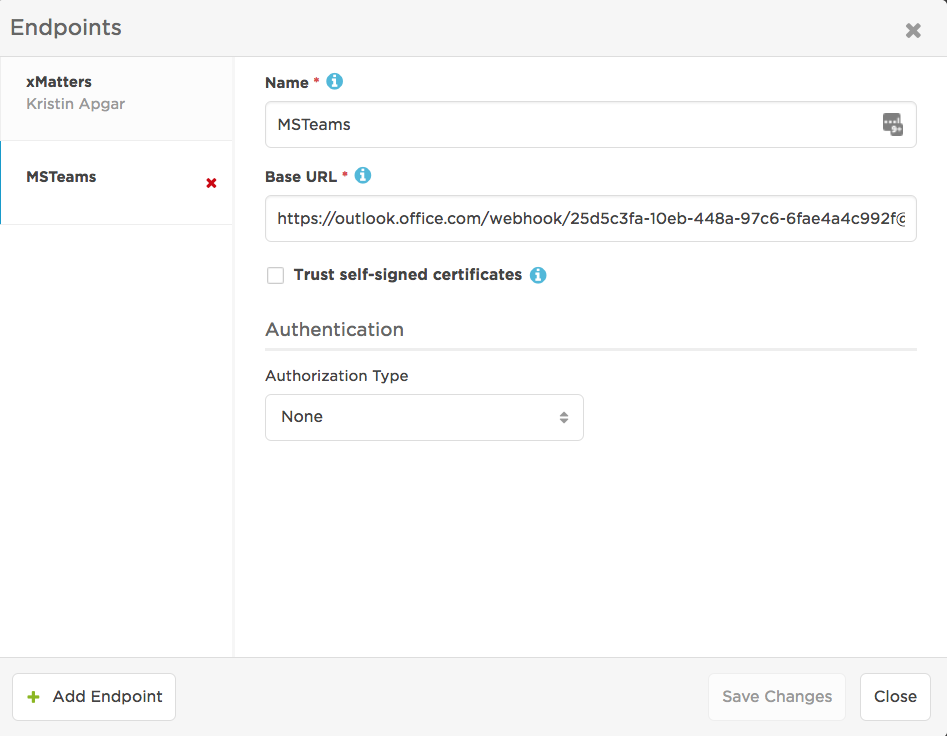 Endpoints
xMatters
Kristin Apgar
MSTeams
Name *
MSTeams
Base URL *
https://outlook.office.com/webhook/25d5c3fa-10eb-448a-97c6-6fae4a4c992f@
Trust self-signed certificates
Authentication
Authorization Type
None
Add Endpoint
Save Changes
Close